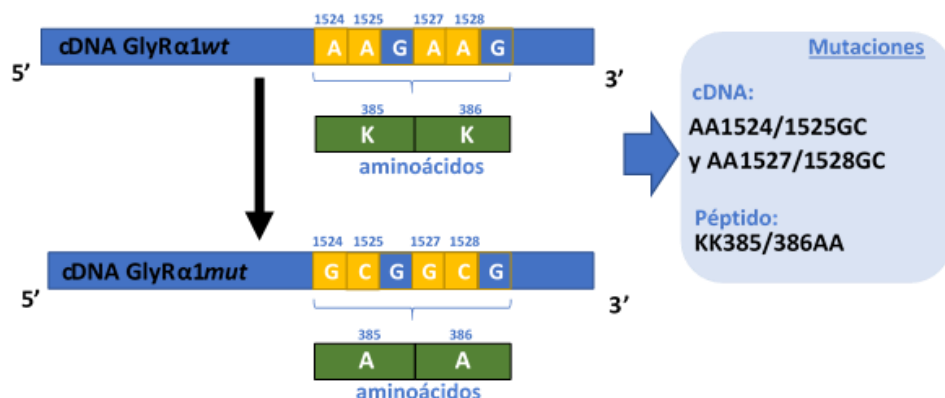 1524 1525 1527 1528
cDNA GlyRα1wt A A G A A G
5’ 3’
385 386
K K
aminoácidos
1524 1525 1527 1528
cDNA GlyRα1mut G C G G C G
5’ 3’
385 386
A A
aminoácidos
Mutaciones
cDNA:
AA1524/1525GC
y AA1527/1528GC
Péptido:
KK385/386AA